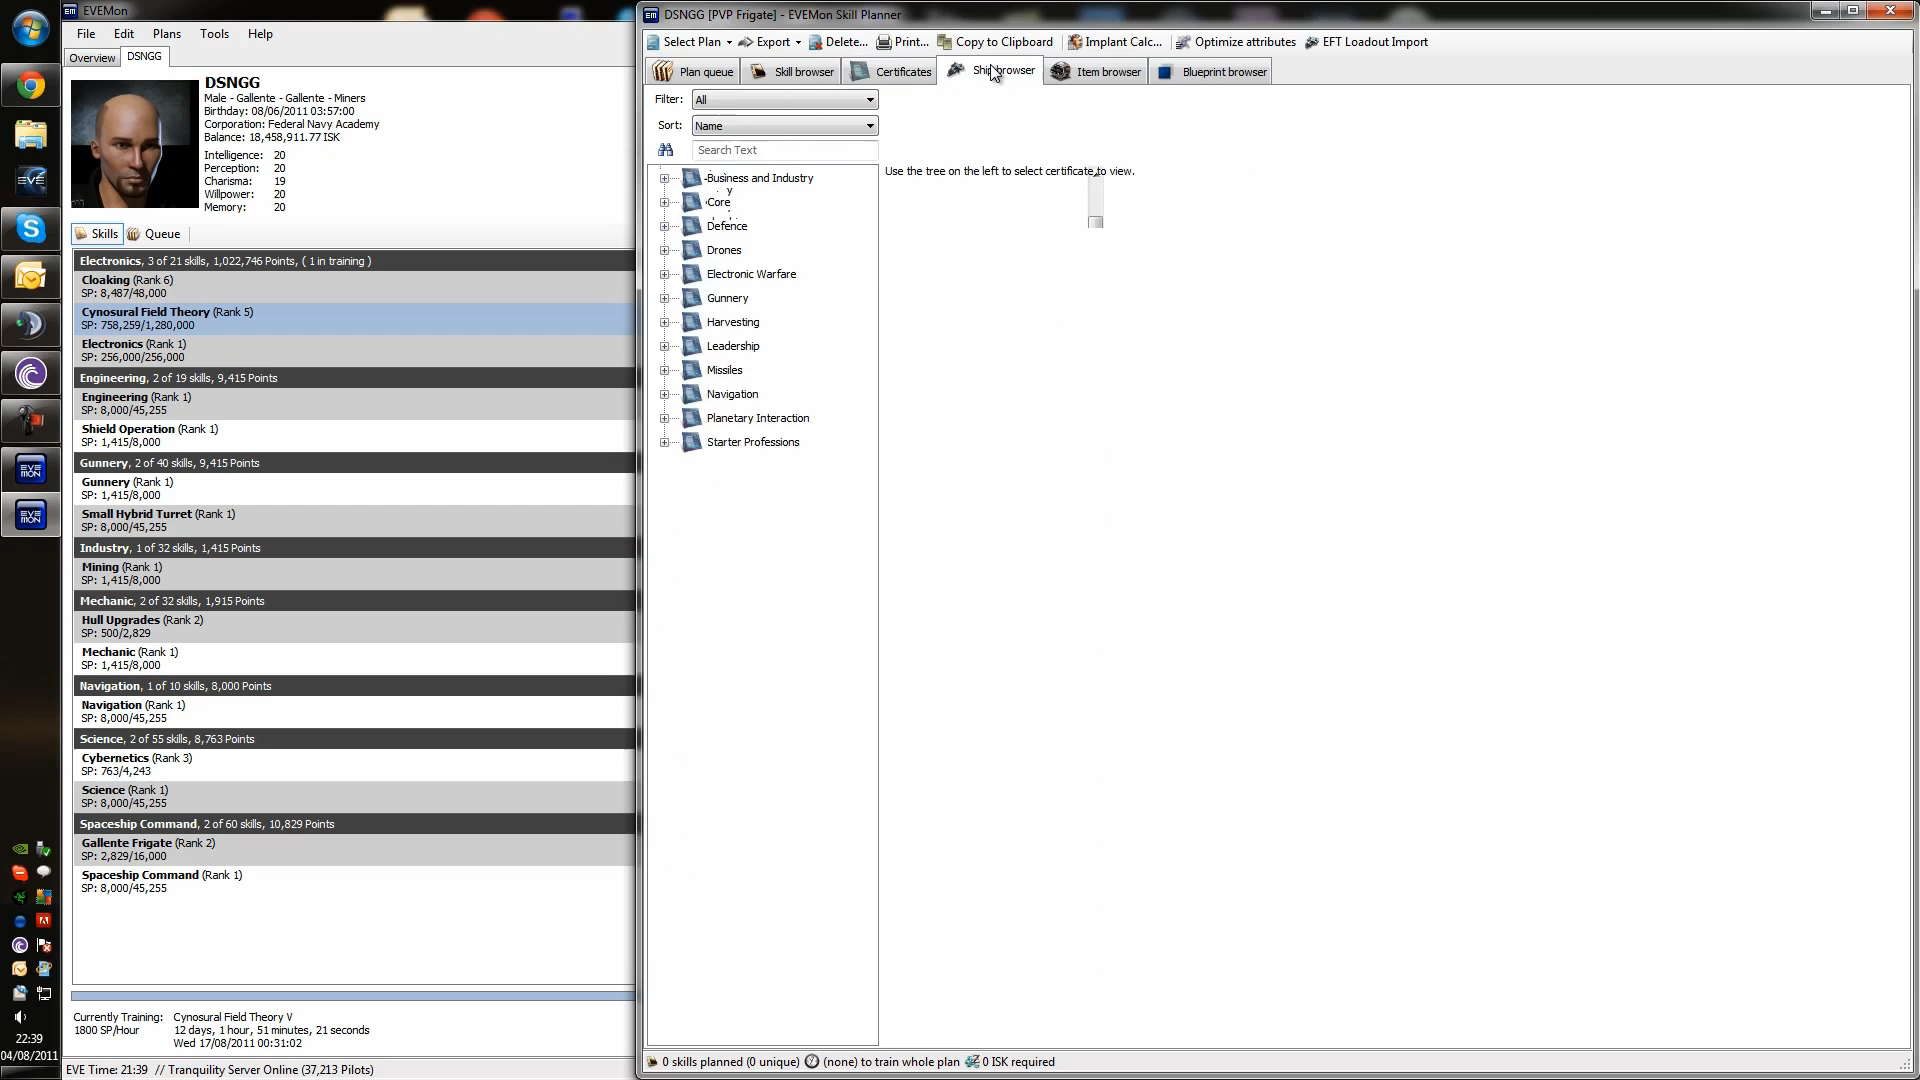 EVEMon
File Edit Plans Tools Help
Overview DSNGG
DSNGG
Male - Gallente - Gallente - Miners
Birthday: 08/06/2011 03:57:00
Corporation: Federal Navy Academy
Balance: 18,458,911.77 ISK
Intelligence: 20
Perception: 20
Charisma: 19
Willpower: 20
Memory: 20
Skills Queue
Electronics, 3 of 21 skills, 1,022,746 Points, ( 1 in training )
Cloaking (Rank 6)
SP: 8,487/48,000
Cynosural Field Theory (Rank 5)
SP: 758,259/1,280,000
Electronics (Rank 1)
SP: 256,000/256,000
Engineering, 2 of 19 skills, 9,415 Points
Engineering (Rank 1)
SP: 8,000/45,255
Shield Operation (Rank 1)
SP: 1,415/8,000
Gunnery, 2 of 40 skills, 9,415 Points
Gunnery (Rank 1)
SP: 1,415/8,000
Small Hybrid Turret (Rank 1)
SP: 8,000/45,255
Industry, 1 of 32 skills, 1,415 Points
Mining (Rank 1)
SP: 1,415/8,000
Mechanic, 2 of 32 skills, 1,915 Points
Hull Upgrades (Rank 2)
SP: 500/2,829
Mechanic (Rank 1)
SP: 1,415/8,000
Navigation, 1 of 10 skills, 8,000 Points
Navigation (Rank 1)
SP: 8,000/45,255
Science, 2 of 55 skills, 8,763 Points
Cybernetics (Rank 3)
SP: 763/4,243
Science (Rank 1)
SP: 8,000/45,255
Spaceship Command, 2 of 60 skills, 10,829 Points
Gallente Frigate (Rank 2)
SP: 2,829/16,000
Spaceship Command (Rank 1)
SP: 8,000/45,255
Currently Training: Cynosural Field Theory V
1800 SP/Hour 12 days, 1 hour, 51 minutes, 21 seconds
Wed 17/08/2011 00:31:02
EVE Time: 21:39 // Tranquility Server Online (37,213 Pilots)
EVE
EVE MON
EVE MON
22:39
04/08/2011
DSNGG [PVP Frigate] - EVEMon Skill Planner
Select Plan Export Delete... Print... Copy to Clipboard Implant Calc... Optimize attributes EFT Loadout Import
Plan queue Skill browser Certificates Ship browser Item browser Blueprint browser
Filter: All
Sort: Name
Search Text
Business and Industry
Core
Defence
Drones
Electronic Warfare
Gunnery
Harvesting
Leadership
Missiles
Navigation
Planetary Interaction
Starter Professions
Use the tree on the left to select certificate to view.
0 skills planned (0 unique) (none) to train whole plan 0 ISK required